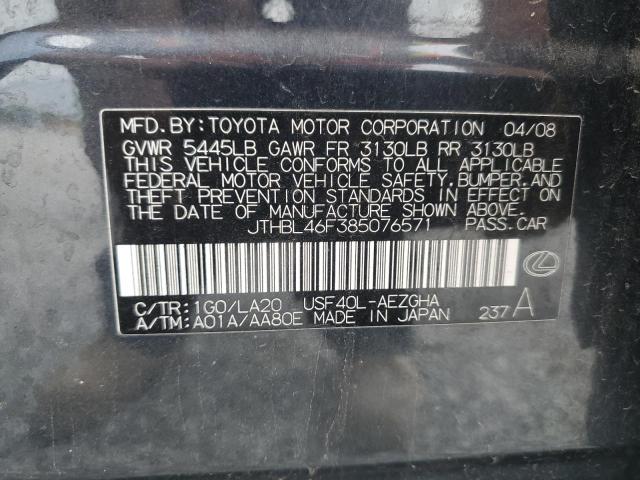 MFD.BY:TOYOTA MOTOR CORPORATION 04/08
GVWR 5445LB GAWR FR 3130LB RR 3130LB
THIS VEHICLE CONFORMS TO ALL APPLICABLE
FEDERAL MOTOR VEHICLE SAFETY,BUMPER,AND
THEFT PREVENTION STANDARDS IN EFFECT ON
THE DATE OF MANUFACTURE SHOWN ABOVE.
JTHBL46F385076571 PASS.CAR
C/TR:1G0/LA20 USF40L-AEZGHA
A/TM:A01A/AA80E MADE IN JAPAN 237 A